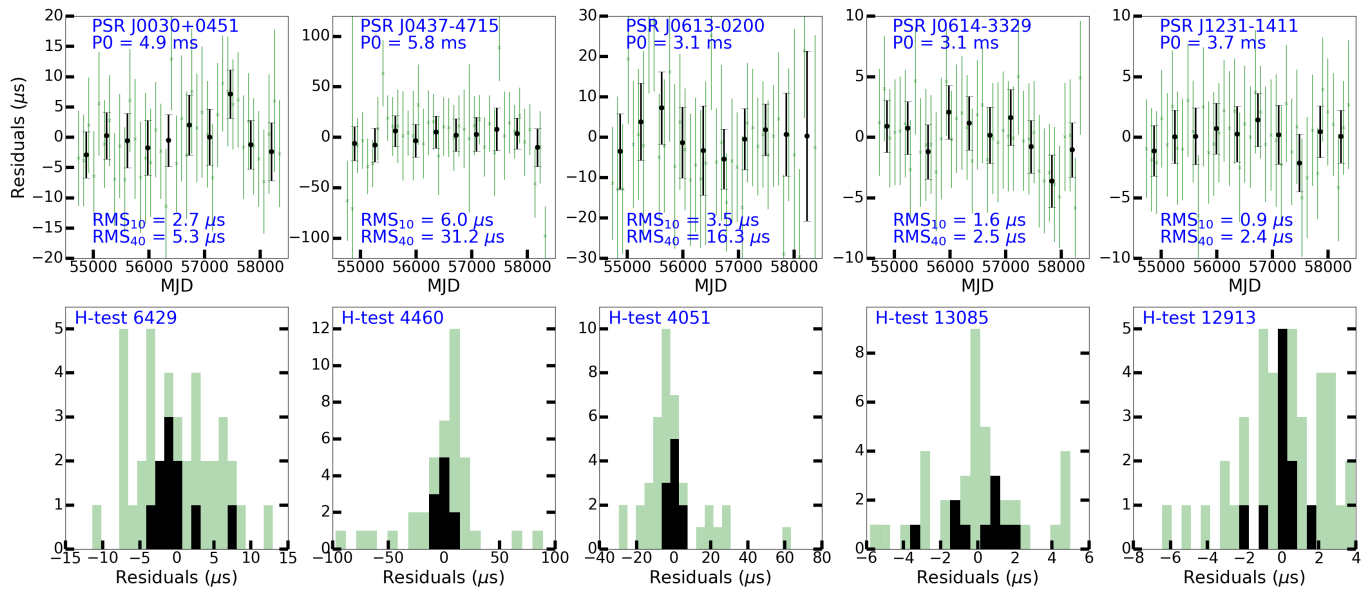 PSR J0030+0451
P0 = 4.9 ms
RMS10 = 2.7 μs
RMS40 = 5.3 μs
Residuals (μs)
20
15
10
5
0
−5
−10
−15
−20
55000 56000 57000 58000
MJD
PSR J0437-4715
P0 = 5.8 ms
RMS10 = 6.0 μs
RMS40 = 31.2 μs
100
50
0
−50
−100
55000 56000 57000 58000
MJD
PSR J0613-0200
P0 = 3.1 ms
RMS10 = 3.5 μs
RMS40 = 16.3 μs
30
20
10
0
−10
−20
−30
55000 56000 57000 58000
MJD
PSR J0614-3329
P0 = 3.1 ms
RMS10 = 1.6 μs
RMS40 = 2.5 μs
10
5
0
−5
−10
55000 56000 57000 58000
MJD
PSR J1231-1411
P0 = 3.7 ms
RMS10 = 0.9 μs
RMS40 = 2.4 μs
10
5
0
−5
−10
55000 56000 57000 58000
MJD
H-test 6429
5
4
3
2
1
0
−15 −10 −5 0 5 10 15
Residuals (μs)
H-test 4460
12
10
8
6
4
2
0
−100 −50 0 50 100
Residuals (μs)
H-test 4051
10
8
6
4
2
0
−40 −20 0 20 40 60 80
Residuals (μs)
H-test 13085
8
6
4
2
0
−6 −4 −2 0 2 4 6
Residuals (μs)
H-test 12913
5
4
3
2
1
0
−8 −6 −4 −2 0 2 4
Residuals (μs)